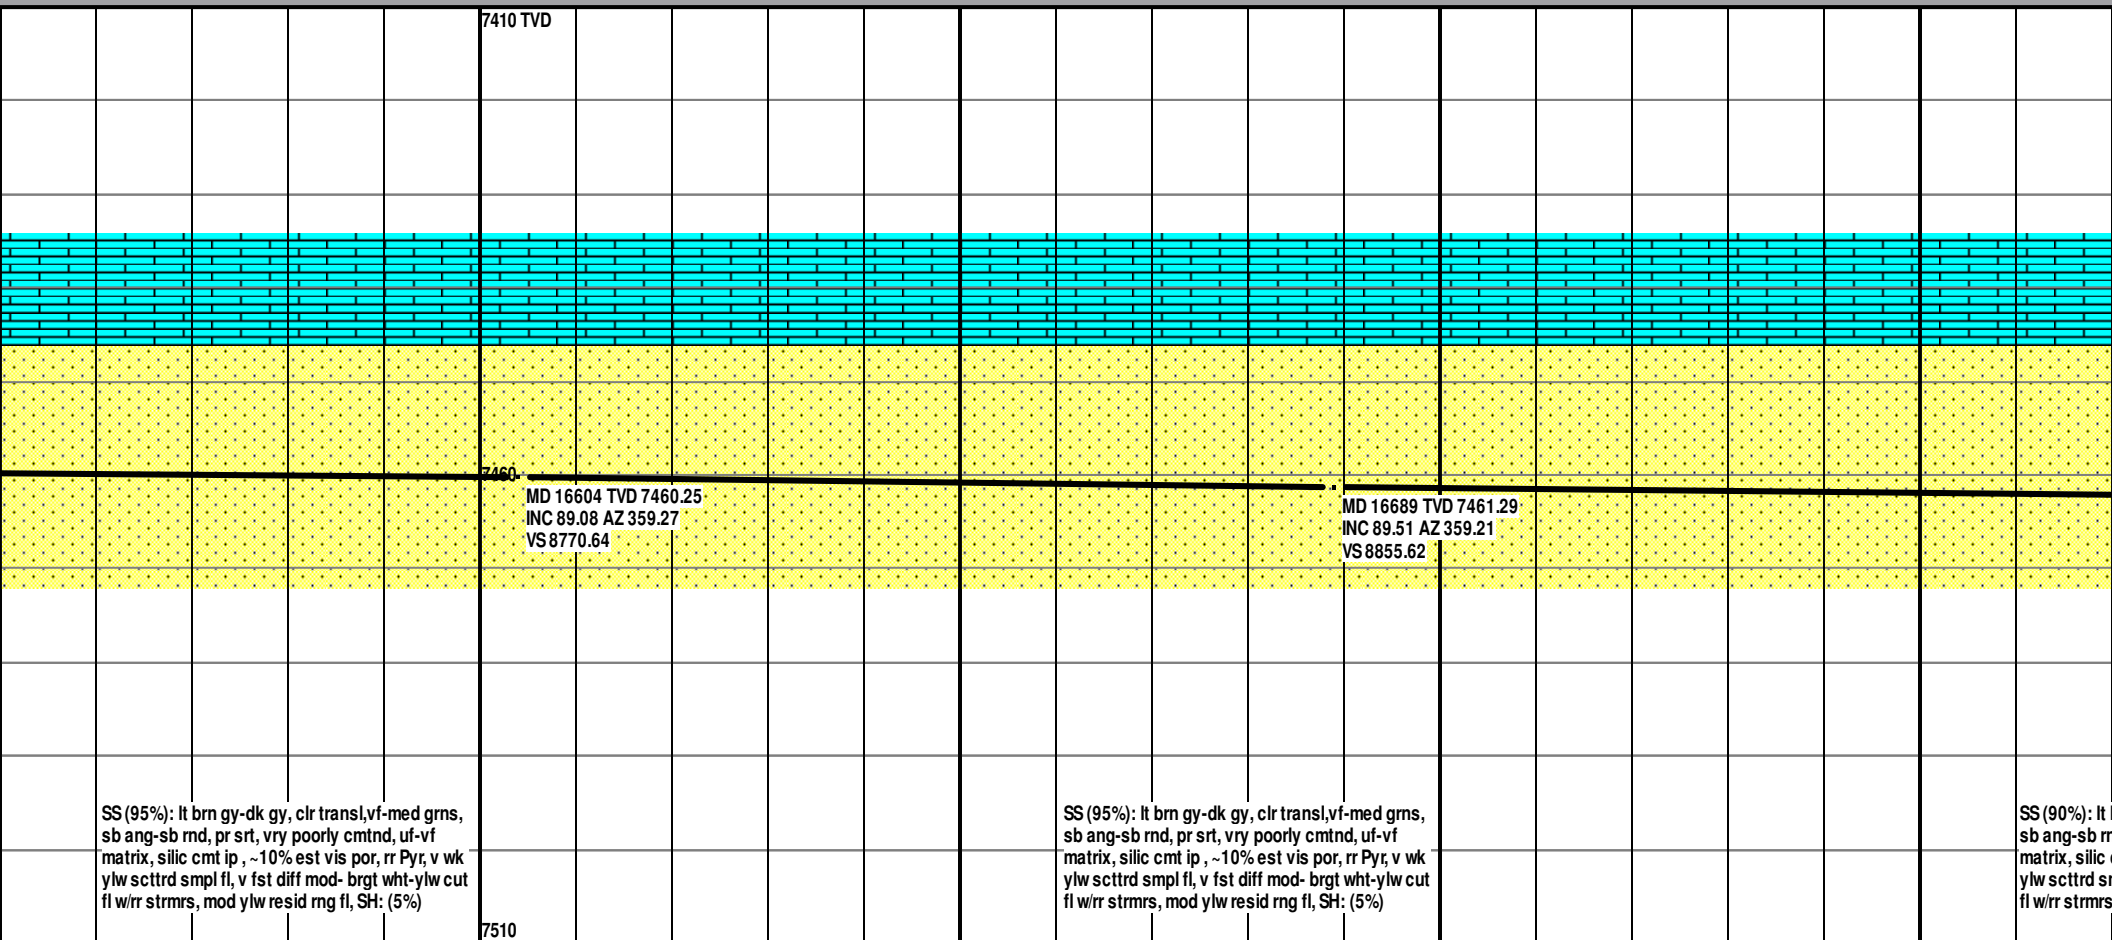 7410 TVD
7460
MD 16604 TVD 7460.25
INC 89.08 AZ 359.27
VS 8770.64
MD 16689 TVD 7461.29
INC 89.51 AZ 359.21
VS 8855.62
SS (95%): lt brn gy-dk gy, clr transl,vf-med grns,
sb ang-sb rnd, pr srt, vry poorly cmtnd, uf-vf
matrix, silic cmt ip , ~10% est vis por, rr Pyr, v wk
ylw scttrd smpl fl, v fst diff mod- brgt wht-ylw cut
fl w/rr strmrs, mod ylw resid rng fl, SH: (5%)
SS (95%): lt brn gy-dk gy, clr transl,vf-med grns,
sb ang-sb rnd, pr srt, vry poorly cmtnd, uf-vf
matrix, silic cmt ip , ~10% est vis por, rr Pyr, v wk
ylw scttrd smpl fl, v fst diff mod- brgt wht-ylw cut
fl w/rr strmrs, mod ylw resid rng fl, SH: (5%)
SS (90%): lt
sb ang-sb
matrix, silic
ylw scttrd
fl w/rr strmrs
7510